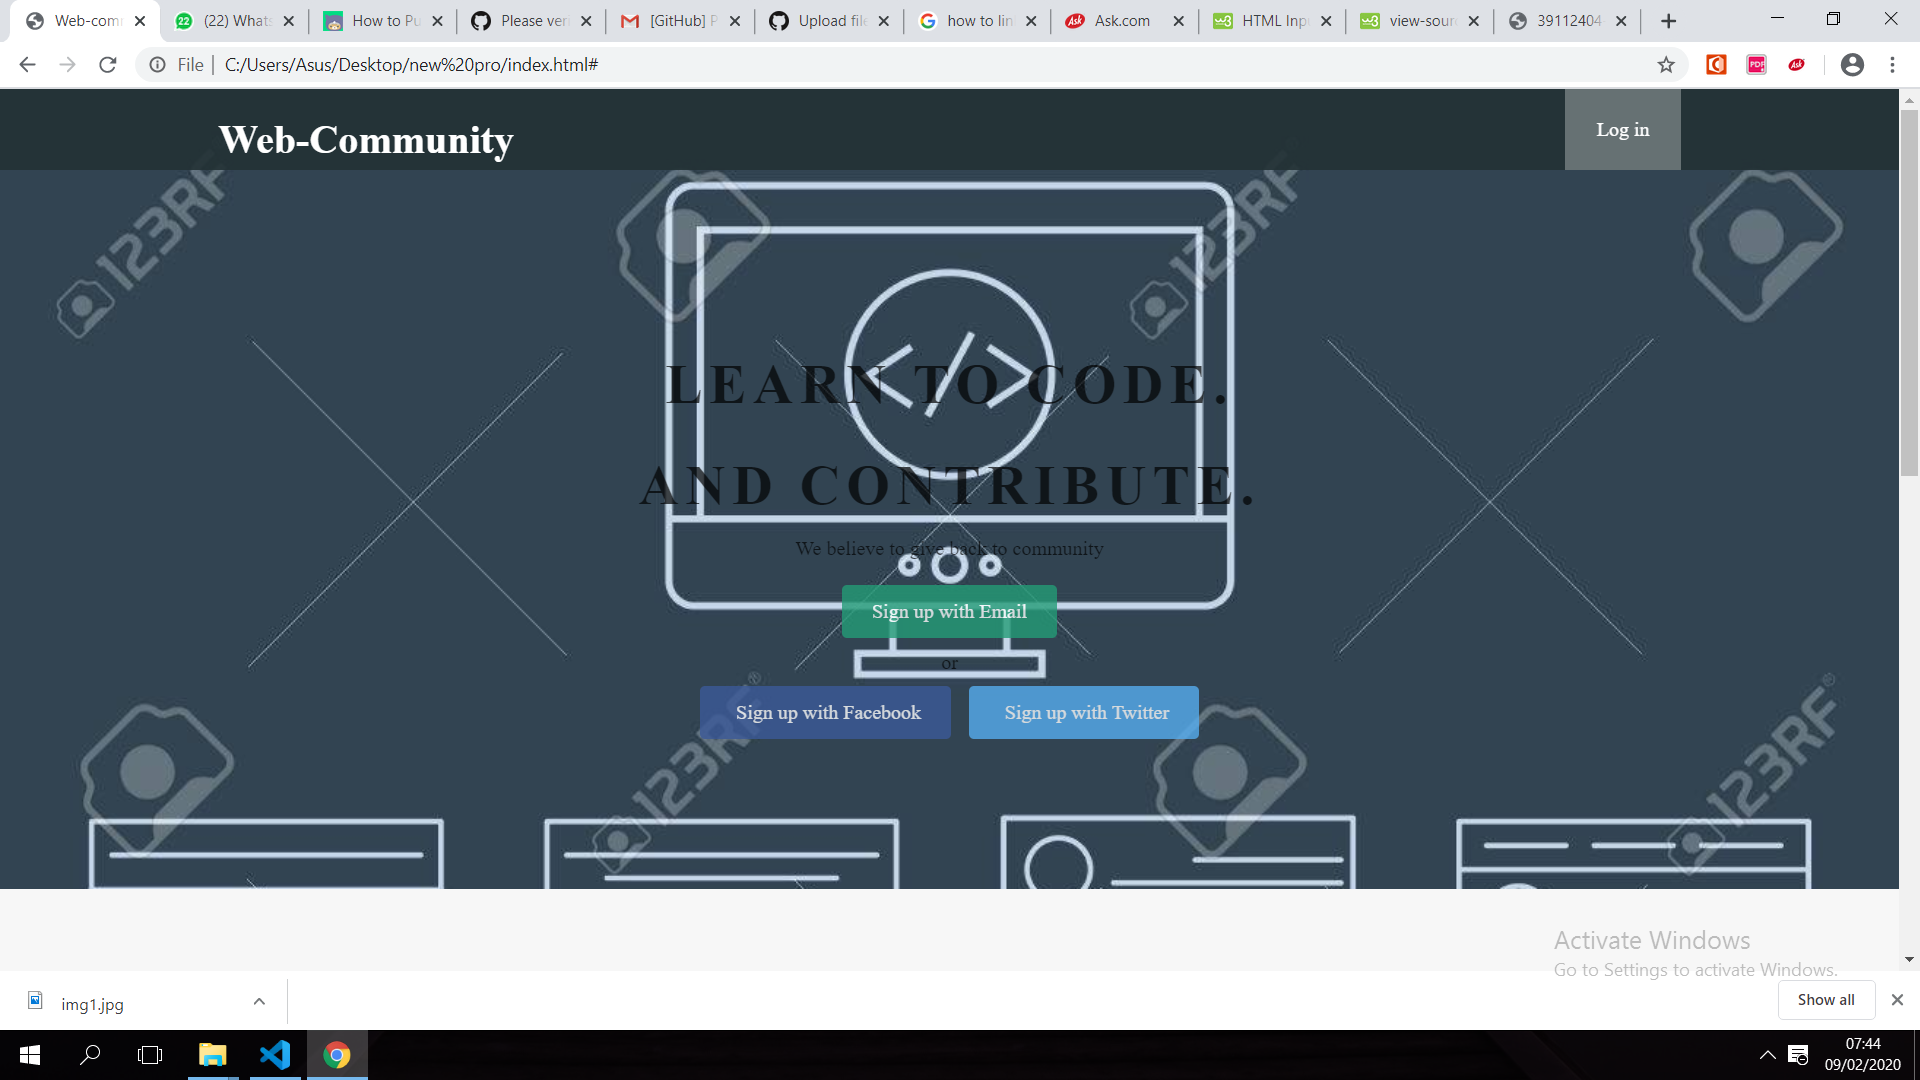 Web-com
(22) Whats
How to Pu
Please veri
[GitHub] P
Upload file
how to lin
Ask.com
HTML Inp
view-sour
39112404
File | C:/Users/Asus/Desktop/new%20pro/index.html#
Web-Community
Log in
123RF
123RF
</>
LEARN TO CODE.
AND CONTRIBUTE.
We believe to give back to community
Sign up with Email
or
Sign up with Facebook
Sign up with Twitter
123RF®
123RF®
Activate Windows
Go to Settings to activate Windows.
img1.jpg
Show all
07:44
09/02/2020